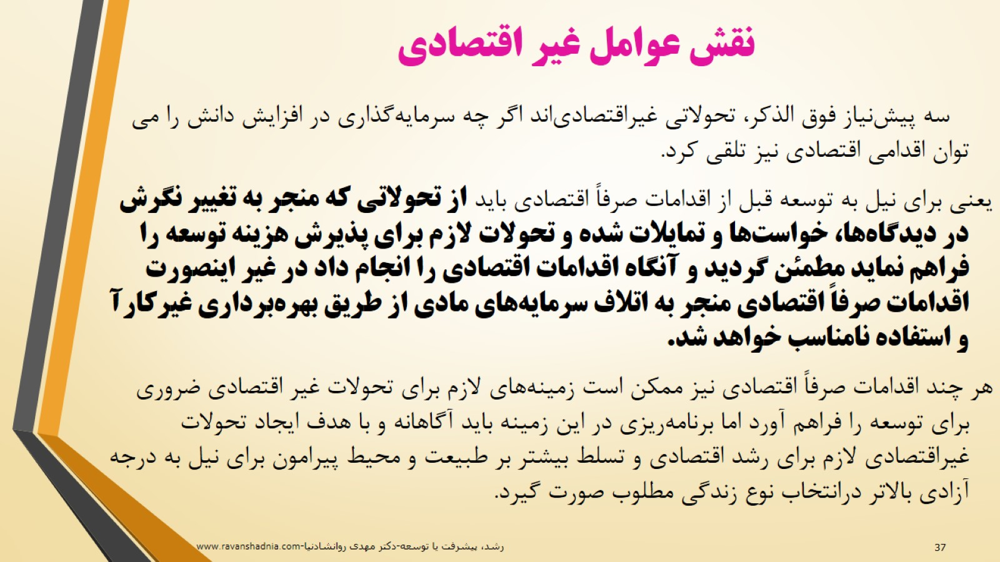 نقش عوامل غیر اقتصادی
سه پیش‌نیاز فوق الذکر، تحولاتی غیراقتصادی‌اند اگر چه سرمایه‌گذاری در افزایش دانش را می
توان اقدامی اقتصادی نیز تلقی کرد.
یعنی برای نیل به توسعه قبل از اقدامات صرفاً اقتصادی باید از تحولاتی که منجر به تغییر نگرش
در دیدگاه‌ها، خواست‌ها و تمایلات شده و تحولات لازم برای پذیرش هزینه توسعه را
فراهم نماید مطمئن گردید و آنگاه اقدامات اقتصادی را انجام داد در غیر اینصورت
اقدامات صرفاً اقتصادی منجر به اتلاف سرمایه‌های مادی از طریق بهره‌برداری غیرکارآ
و استفاده نامناسب خواهد شد.
هر چند اقدامات صرفاً اقتصادی نیز ممکن است زمینه‌های لازم برای تحولات غیر اقتصادی ضروری
برای توسعه را فراهم آورد اما برنامه‌ریزی در این زمینه باید آگاهانه و با هدف ایجاد تحولات
غیراقتصادی لازم برای رشد اقتصادی و تسلط بیشتر بر طبیعت و محیط پیرامون برای نیل به درجه
آزادی بالاتر درانتخاب نوع زندگی مطلوب صورت گیرد.
رشد، پیشرفت یا توسعه-دکتر مهدی روانشادنیا-www.ravanshadnia.com
37